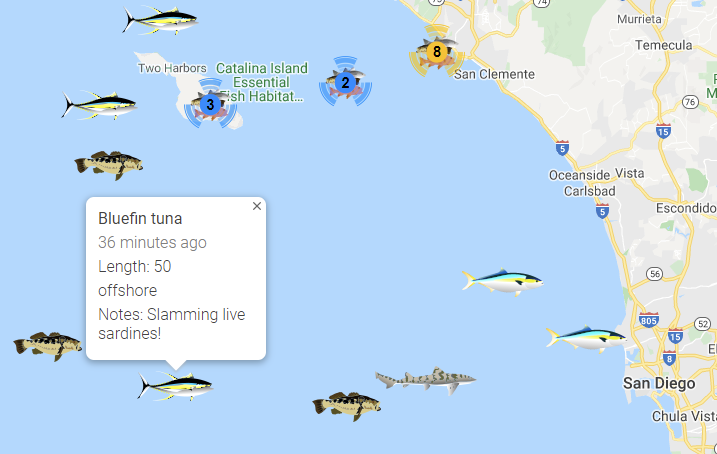 Murrieta
8
Temecula
Two Harbors
Catalina Island
Essential
Fish Habitat...
2
San Clemente
3
76
15
5
Oceanside
Vista
Carlsbad
5
Escondido
Bluefin tuna
×
36 minutes ago
Length: 50
offshore
Notes: Slamming live
sardines!
56
805
52
15
El
8
San Diego
Chula Vista